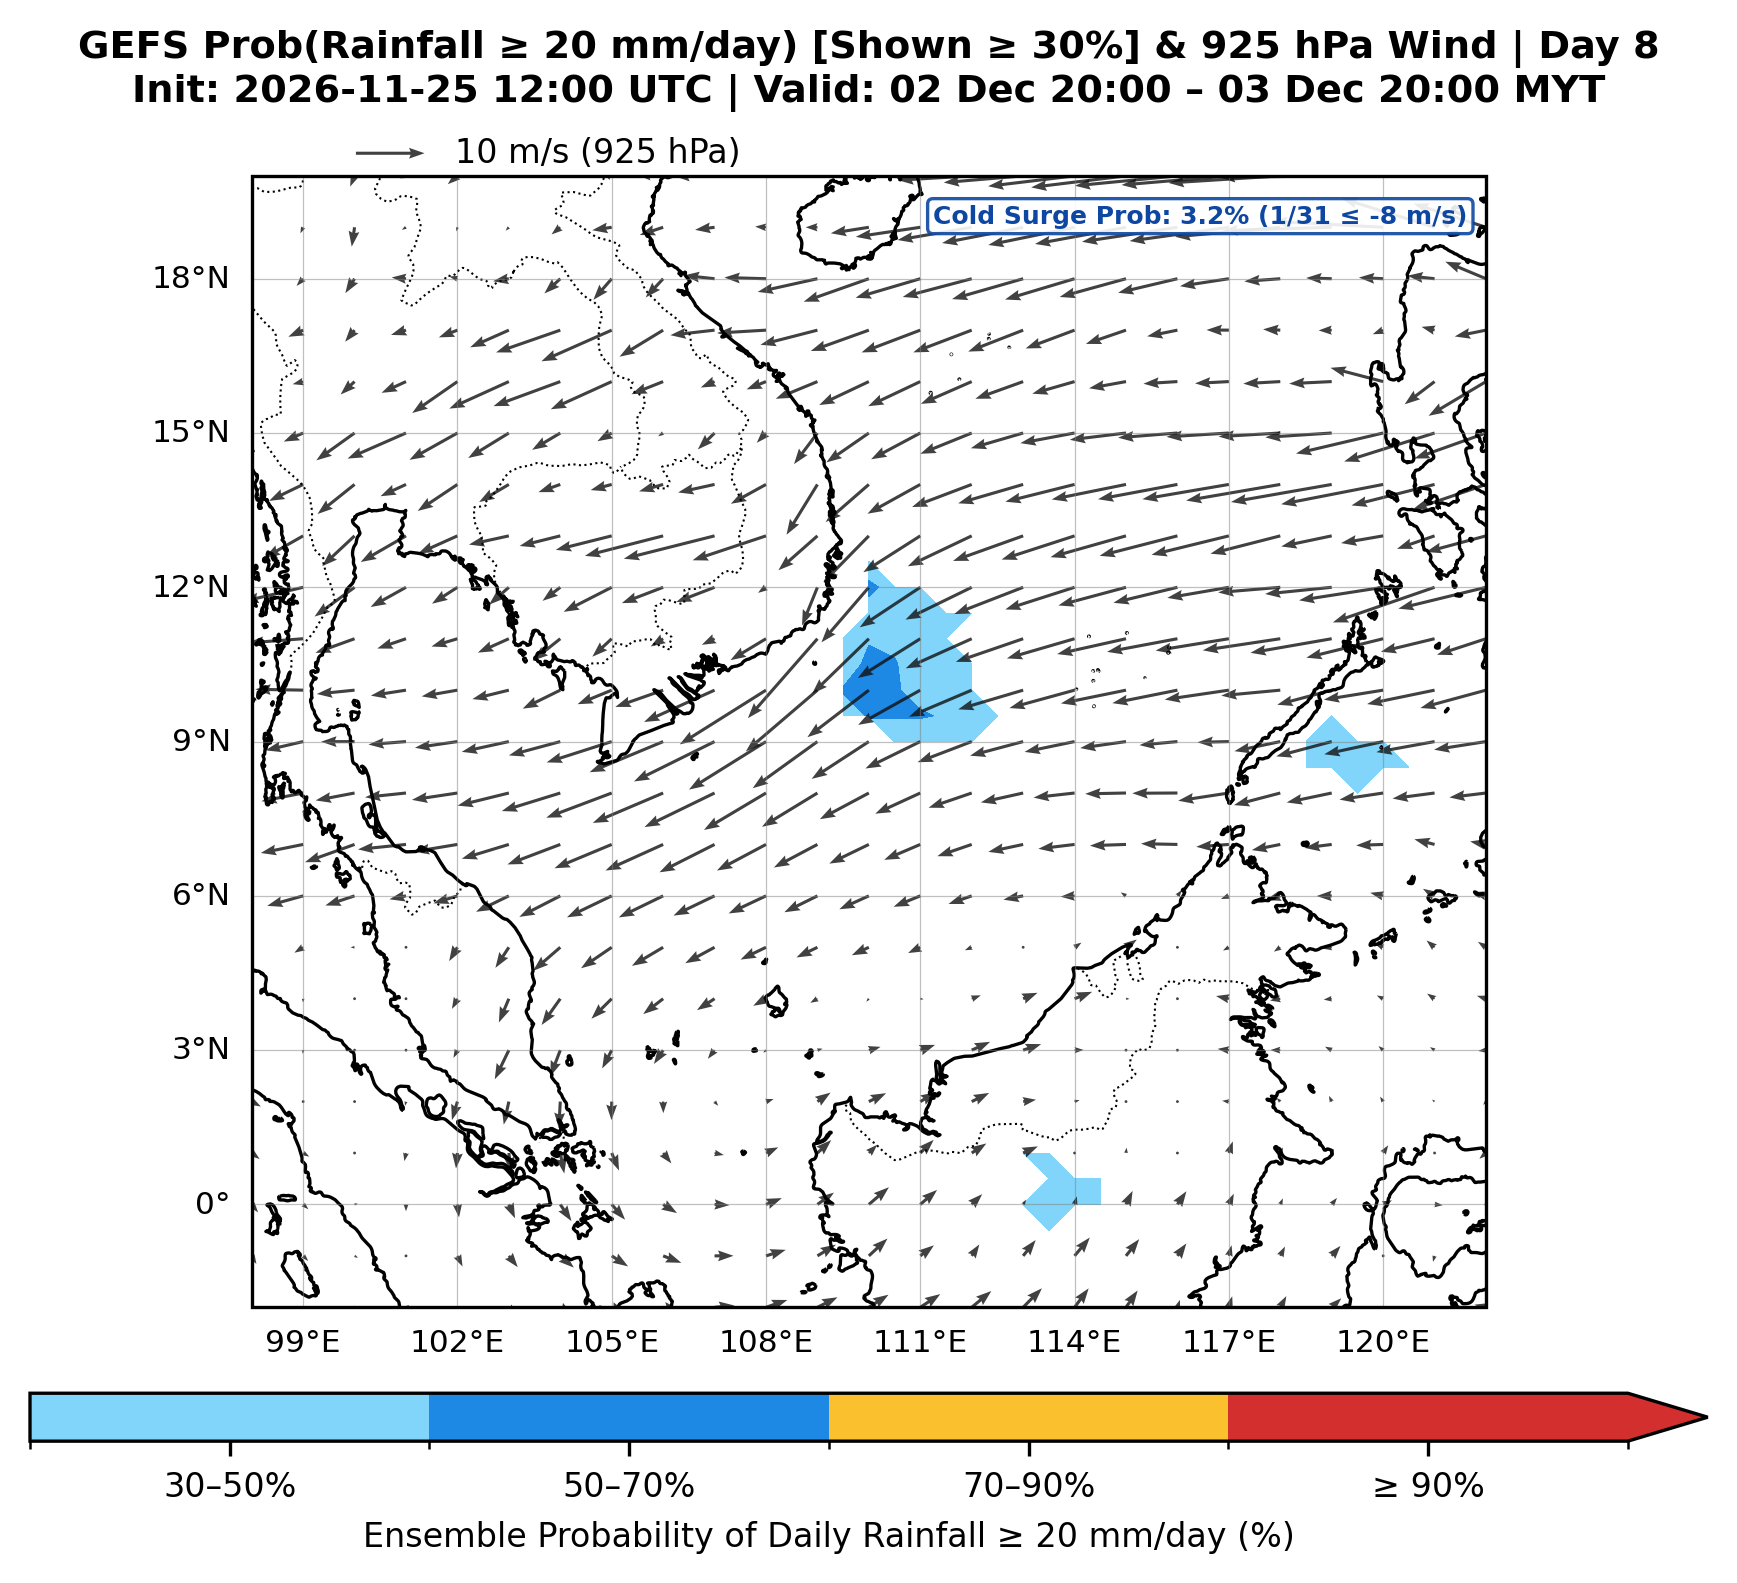 GEFS Prob(Rainfall ≥ 20 mm/day) [Shown ≥ 30%] & 925 hPa Wind | Day 8
Init: 2026-11-25 12:00 UTC | Valid: 02 Dec 20:00 – 03 Dec 20:00 MYT
10 m/s (925 hPa)
Cold Surge Prob: 3.2% (1/31 ≤ -8 m/s)
18°N
15°N
12°N
9°N
6°N
3°N
0°
99°E 102°E 105°E 108°E 111°E 114°E 117°E 120°E
30–50% 50–70% 70–90% ≥ 90%
Ensemble Probability of Daily Rainfall ≥ 20 mm/day (%)